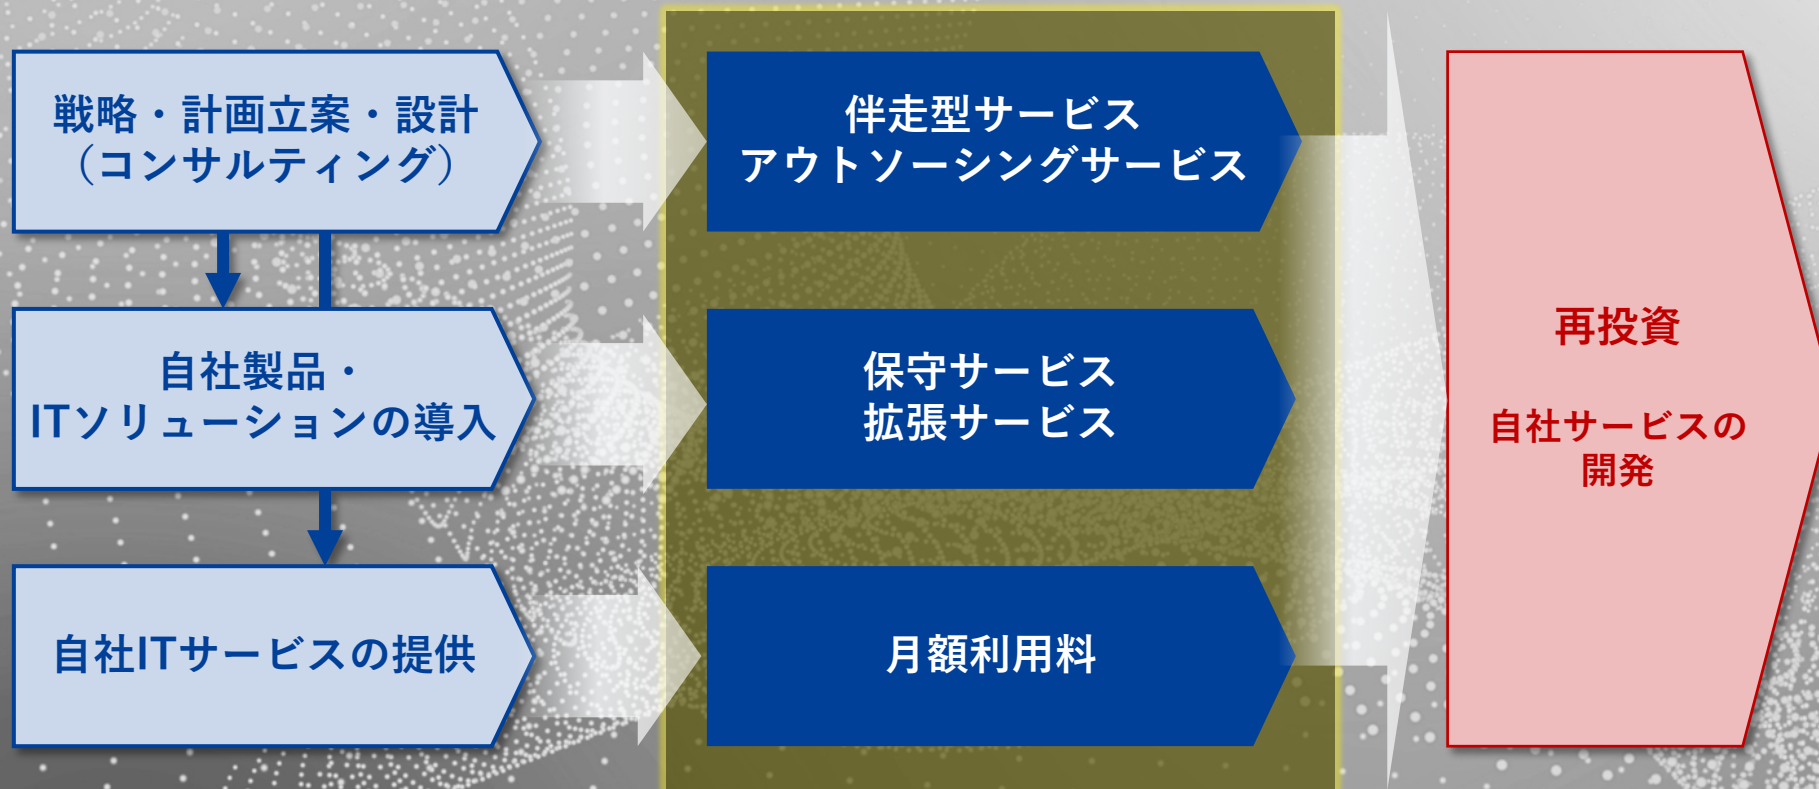 戦略・計画立案・設計
（コンサルティング）
伴走型サービス
アウトソーシングサービス
自社製品・
ITソリューションの導入
保守サービス
拡張サービス
自社ITサービスの提供
月額利用料
再投資
自社サービスの
開発